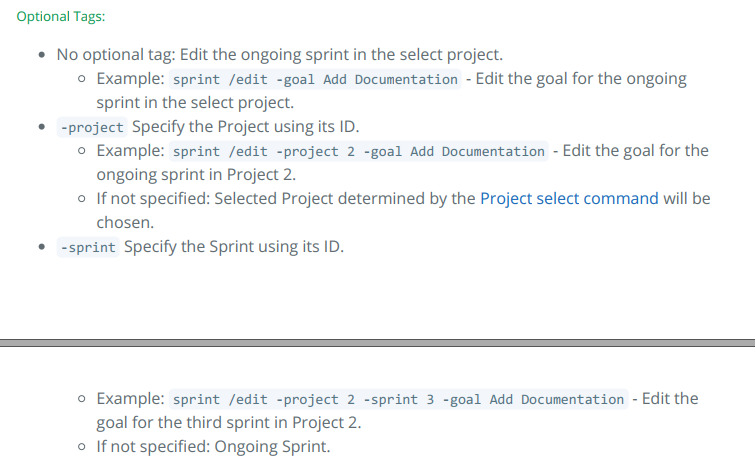 Optional Tags:
• No optional tag: Edit the ongoing sprint in the select project.
○ Example: sprint /edit -goal Add Documentation - Edit the goal for the ongoing
sprint in the select project.
• -project Specify the Project using its ID.
○ Example: sprint /edit -project 2 -goal Add Documentation - Edit the goal for the
ongoing sprint in Project 2.
○ If not specified: Selected Project determined by the Project select command will be
chosen.
• -sprint Specify the Sprint using its ID.
○ Example: sprint /edit -project 2 -sprint 3 -goal Add Documentation - Edit the
goal for the third sprint in Project 2.
○ If not specified: Ongoing Sprint.